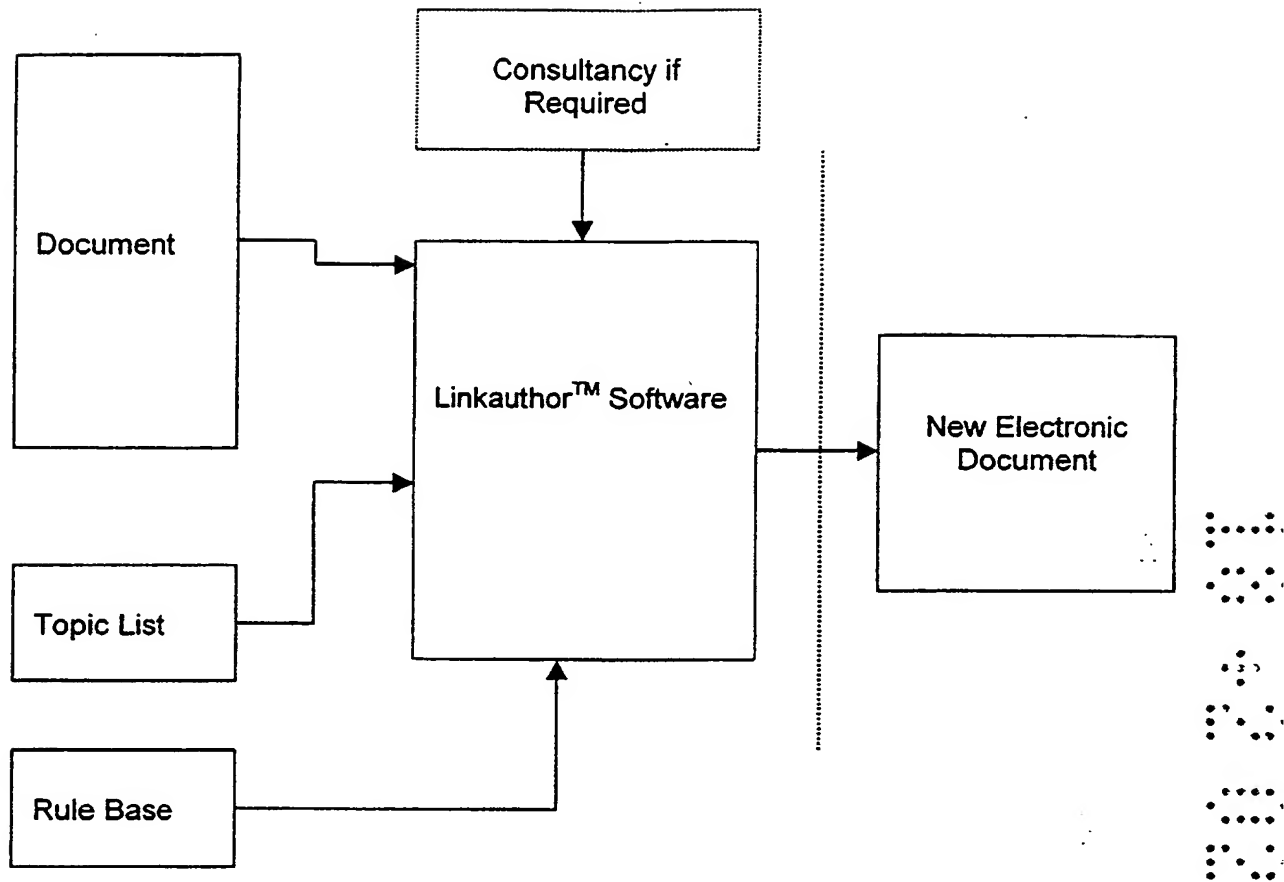 Consultancy if
Required
Document
Linkauthor™ Software
New Electronic
Document
Topic List
Rule Base